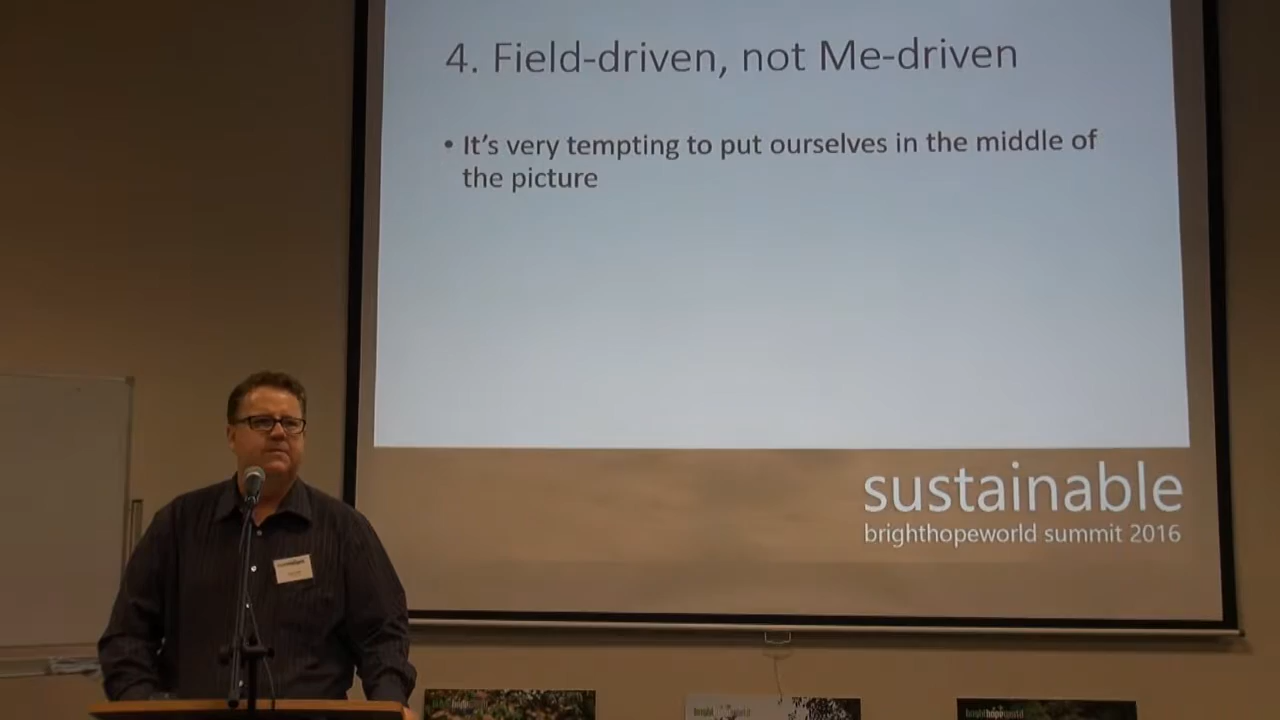 4. Field-driven, not Me-driven
• It's very tempting to put ourselves in the middle of
the picture
sustainable
brighthopeworld summit 2016
brighthopeworld